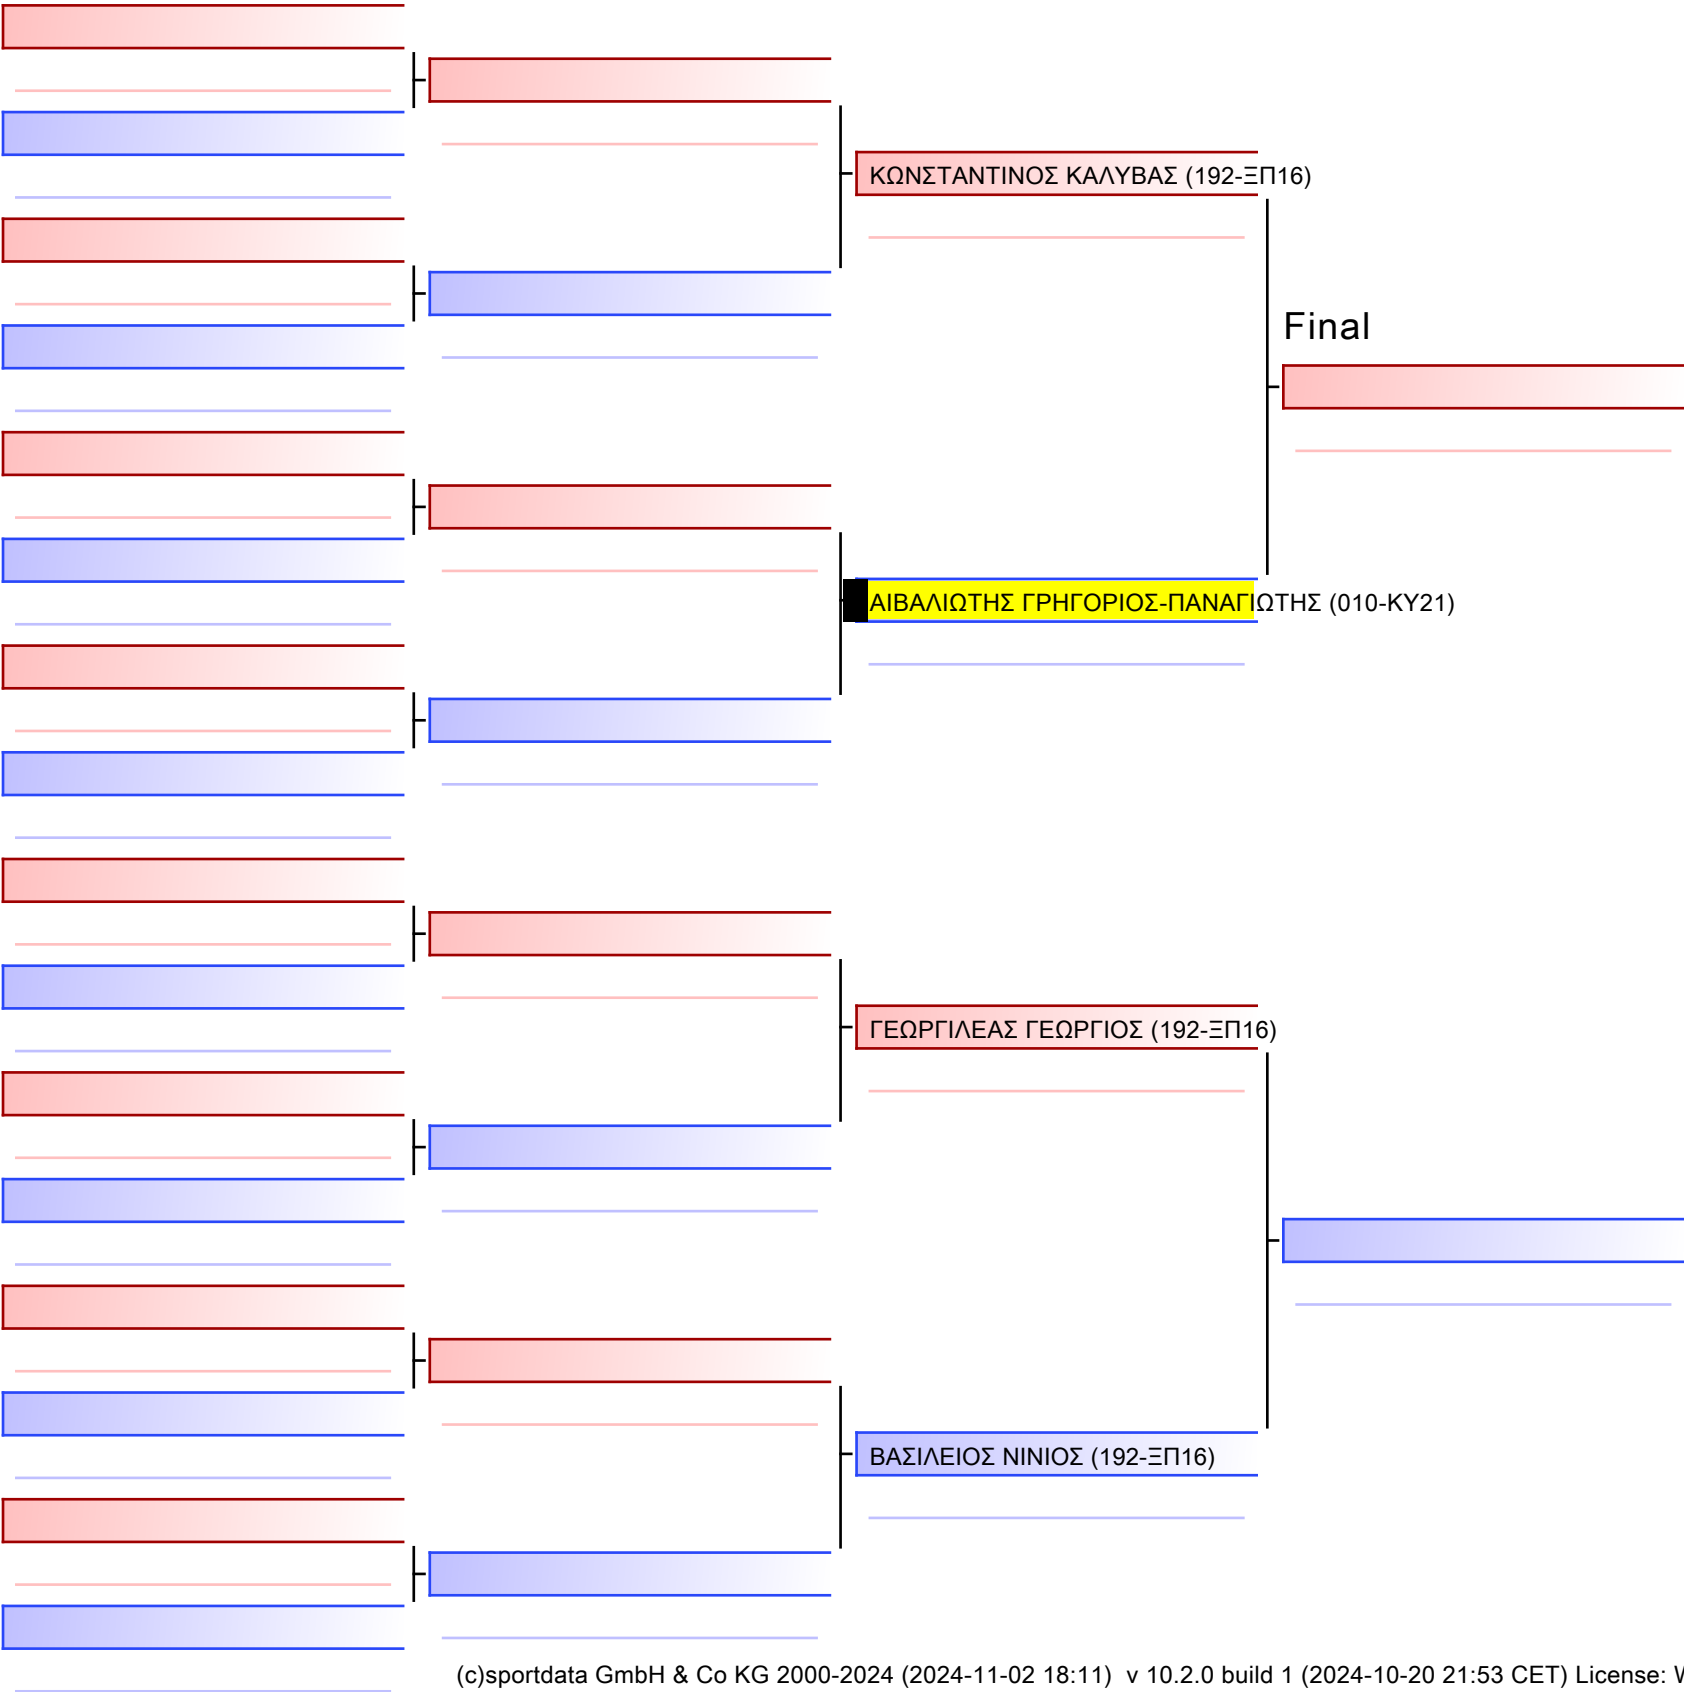 ΚΩΝΣΤΑΝΤΙΝΟΣ ΚΑΛΥΒΑΣ (192-ΞΠ16)
Final
ΑΙΒΑΛΙΩΤΗΣ ΓΡΗΓΟΡΙΟΣ-ΠΑΝΑΓΙΩΤΗΣ (010-ΚΥ21)
ΓΕΩΡΓΙΛΕΑΣ ΓΕΩΡΓΙΟΣ (192-ΞΠ16)
ΒΑΣΙΛΕΙΟΣ ΝΙΝΙΟΣ (192-ΞΠ16)
(c)sportdata GmbH & Co KG 2000-2024 (2024-11-02 18:11) v 10.2.0 build 1 (2024-10-20 21:53 CET) License: